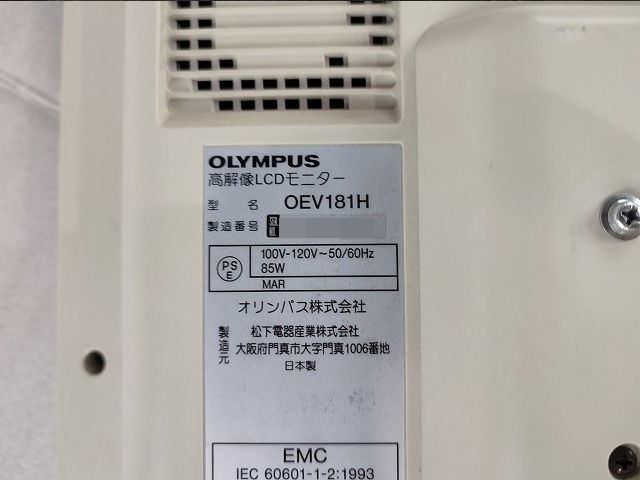 OLYMPUS
高解像LCDモニター
型 名 OEV181H
製造番号 SER NO
PS E
100V-120V～50/60Hz
85W
MAR
オリンパス株式会社
製造元
松下電器産業株式会社
大阪府門真市大字門真1006番地
日本製
EMC
IEC 60601-1-2:1993